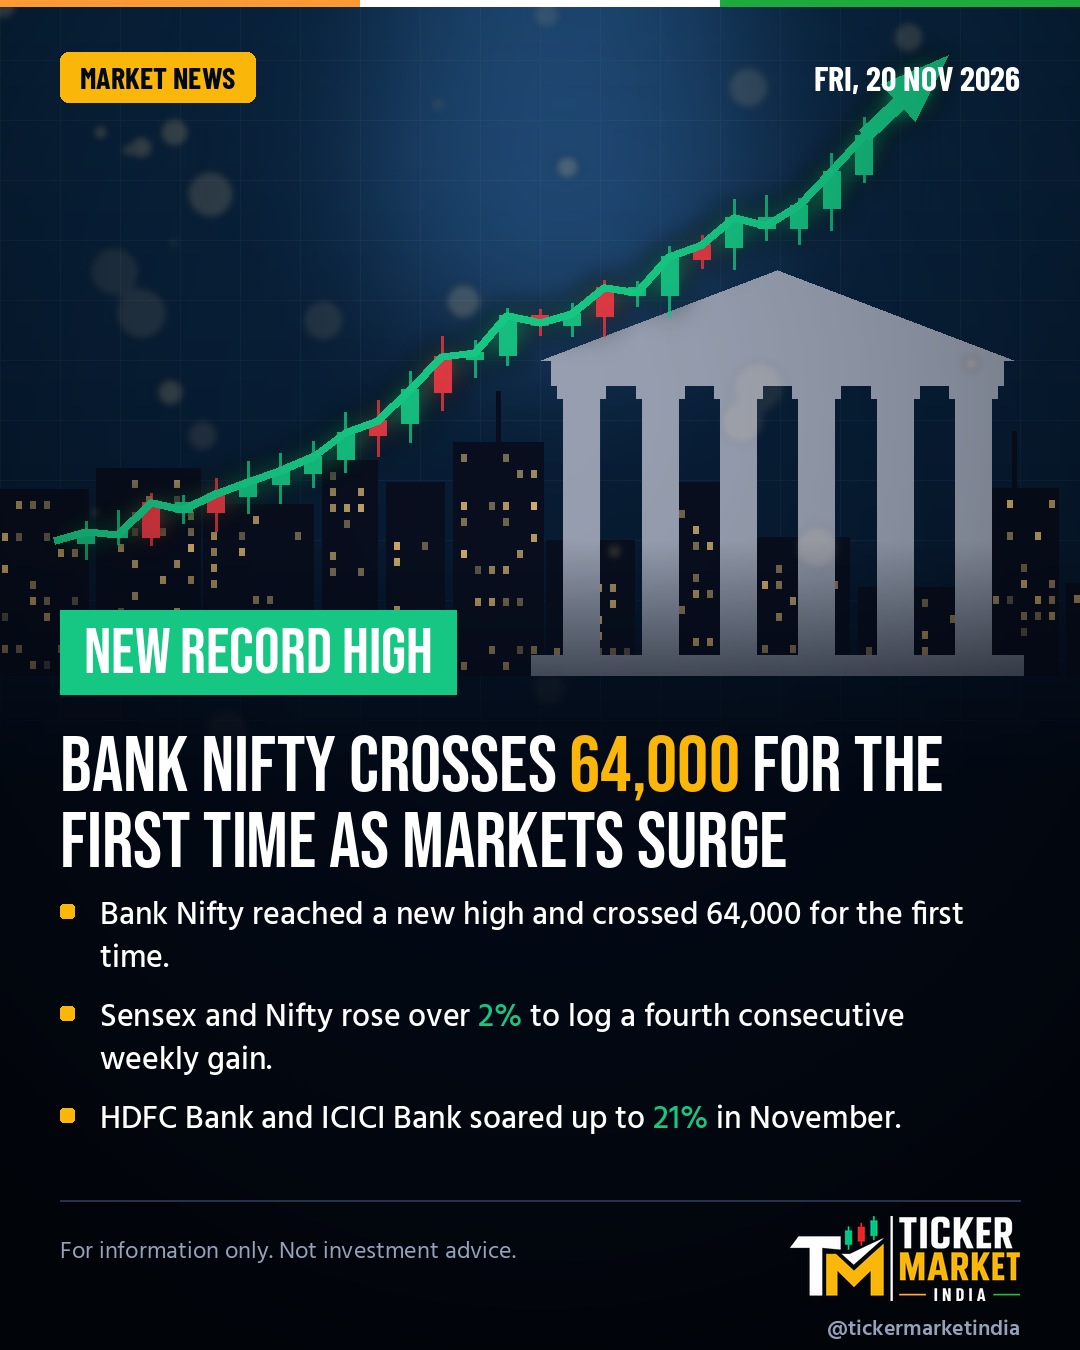 MARKET NEWS
FRI, 20 NOV 2026
NEW RECORD HIGH
BANK NIFTY CROSSES 64,000 FOR THE
FIRST TIME AS MARKETS SURGE
Bank Nifty reached a new high and crossed 64,000 for the first
time.
Sensex and Nifty rose over 2% to log a fourth consecutive
weekly gain.
HDFC Bank and ICICI Bank soared up to 21% in November.
For information only. Not investment advice.
TM
TICKER
MARKET
INDIA
@tickermarketindia